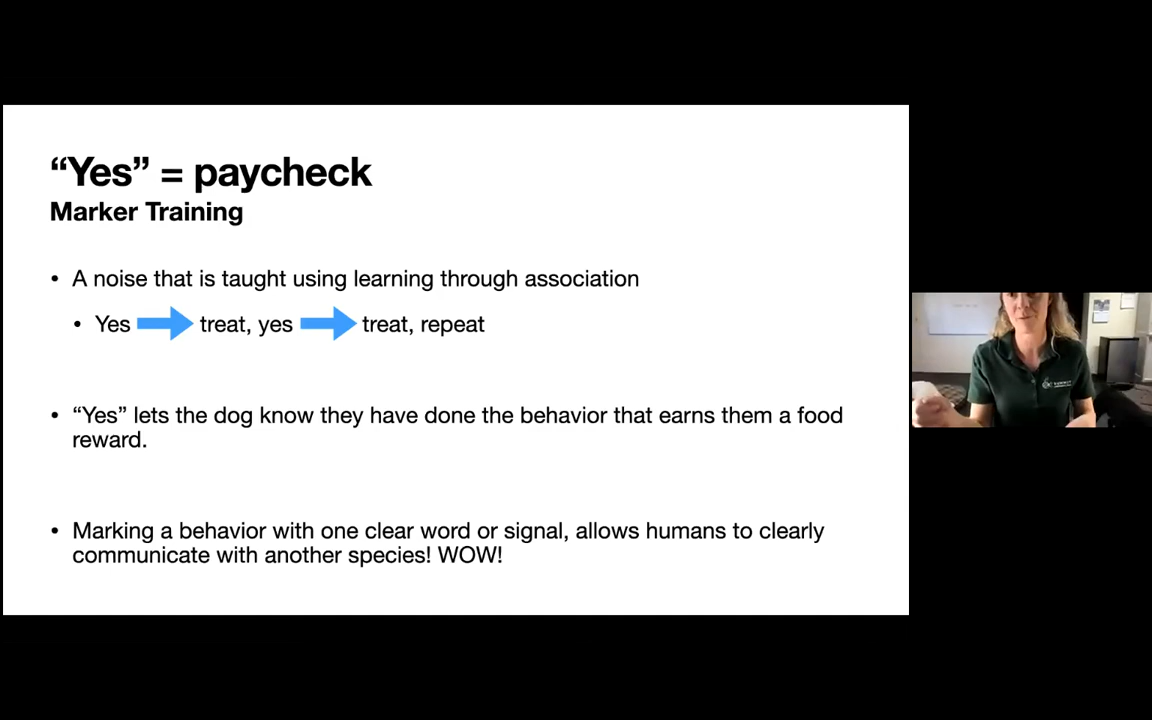 “Yes” = paycheck
Marker Training
• A noise that is taught using learning through association
• Yes treat, yes treat, repeat
• “Yes” lets the dog know they have done the behavior that earns them a food
reward.
• Marking a behavior with one clear word or signal, allows humans to clearly
communicate with another species! WOW!